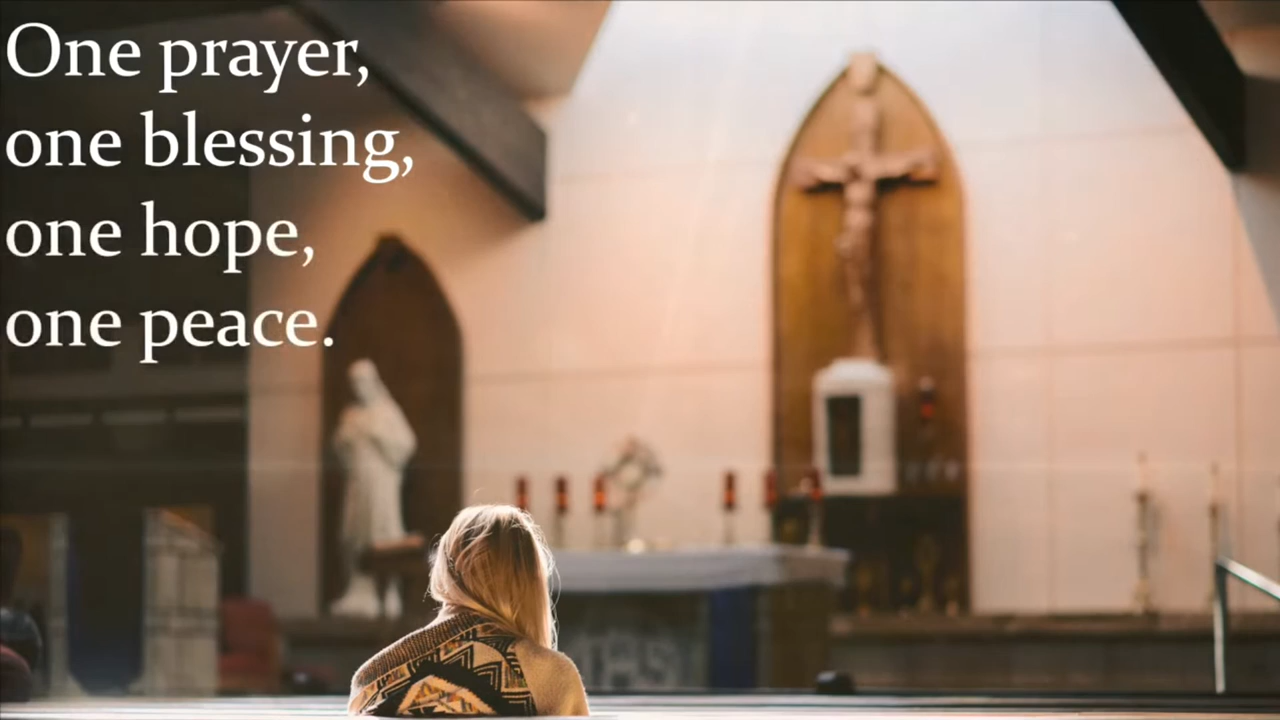 One prayer,
one blessing,
one hope,
one peace.